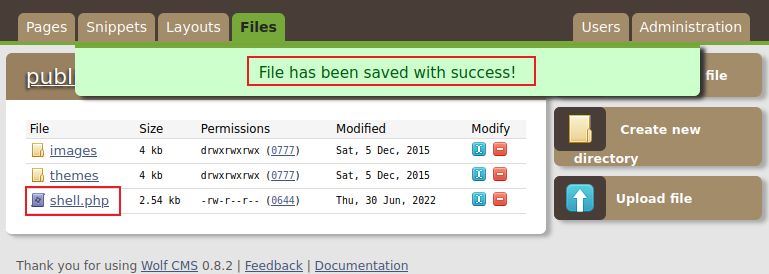 Pages Snippets Layouts Files Users Administration
File has been saved with success!
publi
file
File Size Permissions Modified Modify
images 4 kb drwxrwxrwx (0777) Sat, 5 Dec, 2015
themes 4 kb drwxrwxrwx (0777) Sat, 5 Dec, 2015
shell.php 2.54 kb -rw-r--r-- (0644) Thu, 30 Jun, 2022
Create new
directory
Upload file
Thank you for using Wolf CMS 0.8.2 | Feedback | Documentation